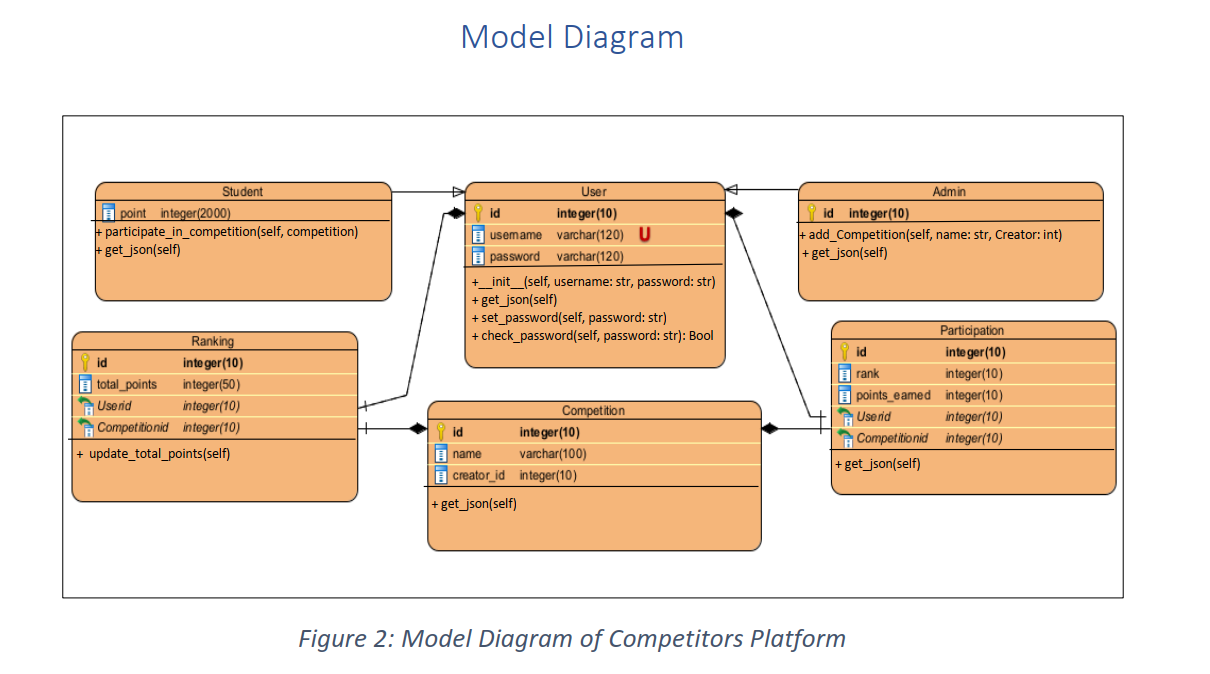 Model Diagram
Student
point integer(2000)
+ participate_in_competition(self, competition)
+ get_json(self)
User
id integer(10)
username varchar(120) U
password varchar(120)
+__init__(self, username: str, password: str)
+ get_json(self)
+ set_password(self, password: str)
+ check_password(self, password: str): Bool
Admin
id integer(10)
+ add_Competition(self, name: str, Creator: int)
+ get_json(self)
Ranking
id integer(10)
total_points integer(50)
Userid integer(10)
Competitionid integer(10)
+ update_total_points(self)
Competition
id integer(10)
name varchar(100)
creator_id integer(10)
+ get_json(self)
Participation
id integer(10)
rank integer(10)
points_earned integer(10)
Userid integer(10)
Competitionid integer(10)
+ get_json(self)
Figure 2: Model Diagram of Competitors Platform